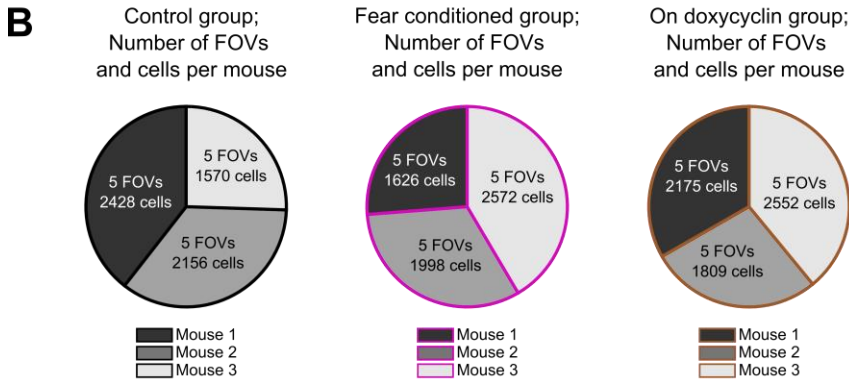 B
Control group;
Number of FOVs
and cells per mouse
5 FOVs
1570 cells
5 FOVs
2428 cells
5 FOVs
2156 cells
Mouse 1
Mouse 2
Mouse 3
Fear conditioned group;
Number of FOVs
and cells per mouse
5 FOVs
1626 cells
5 FOVs
2572 cells
5 FOVs
1998 cells
Mouse 1
Mouse 2
Mouse 3
On doxycyclin group;
Number of FOVs
and cells per mouse
5 FOVs
2175 cells
5 FOVs
2552 cells
5 FOVs
1809 cells
Mouse 1
Mouse 2
Mouse 3